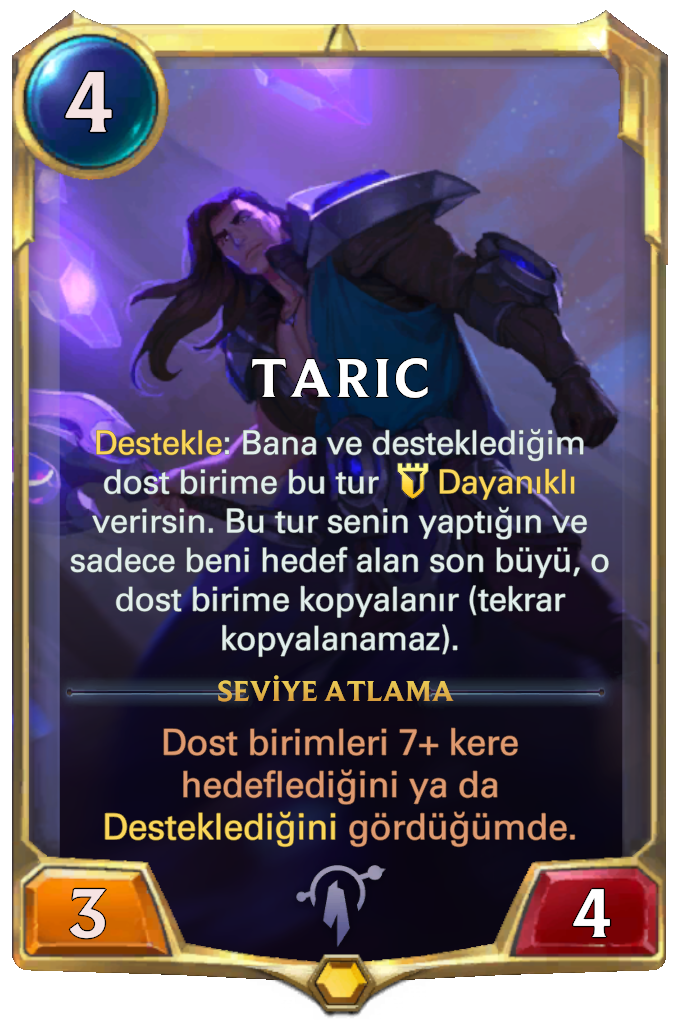 4
TARIC
Destekle: Bana ve desteklediğim
dost birime bu tur Dayanıklı
verirsin. Bu tur senin yaptığın ve
sadece beni hedef alan son büyü, o
dost birime kopyalanır (tekrar
kopyalanamaz).
SEVİYE ATLAMA
Dost birimleri 7+ kere
hedeflediğini ya da
Desteklediğini gördüğümde.
3
4